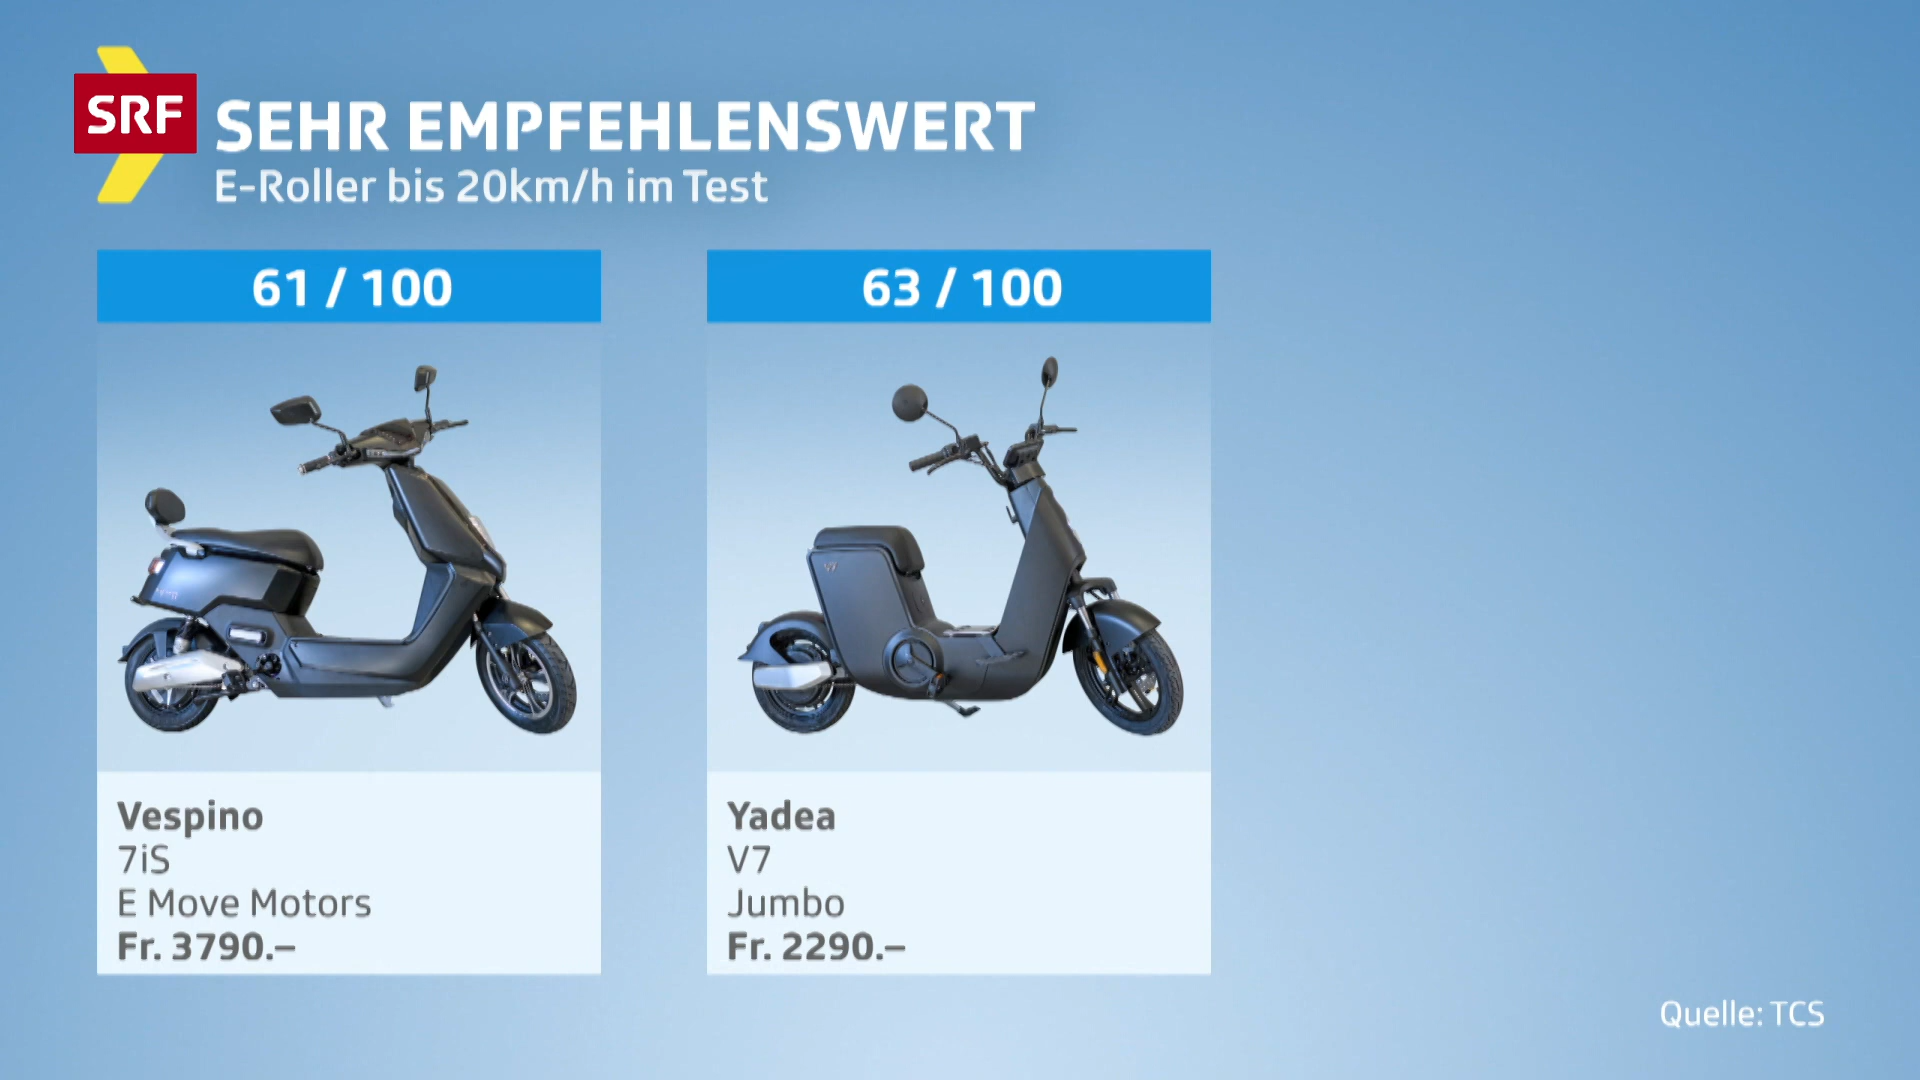 SRF
SEHR EMPFEHLENSWERT
E-Roller bis 20km/h im Test
61 / 100
63 / 100
Vespino
7iS
E Move Motors
Fr. 3790.–
Yadea
V7
Jumbo
Fr. 2290.–
Quelle: TCS